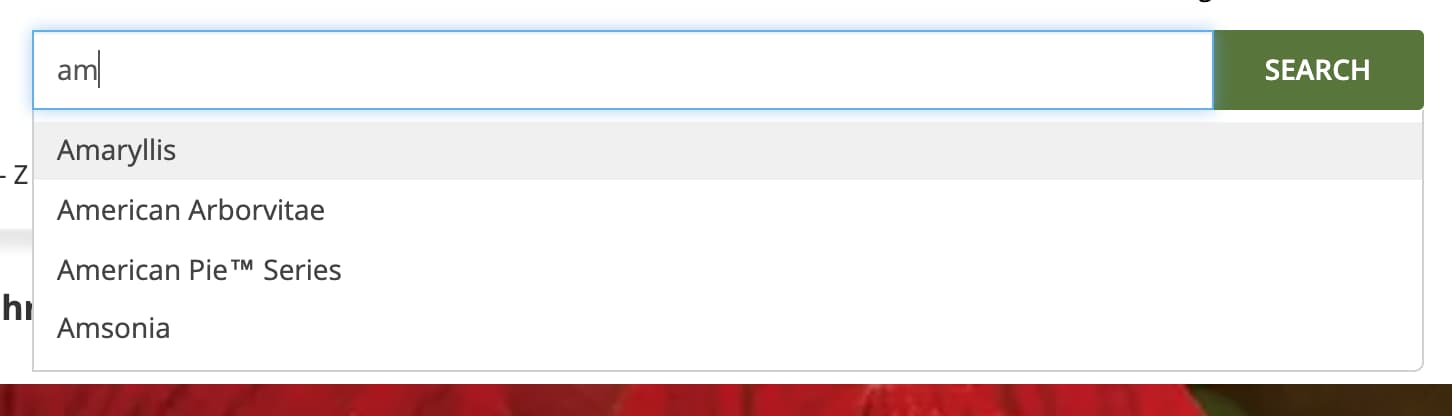 am
SEARCH
Amaryllis
- Z
American Arborvitae
American Pie™ Series
Amsonia